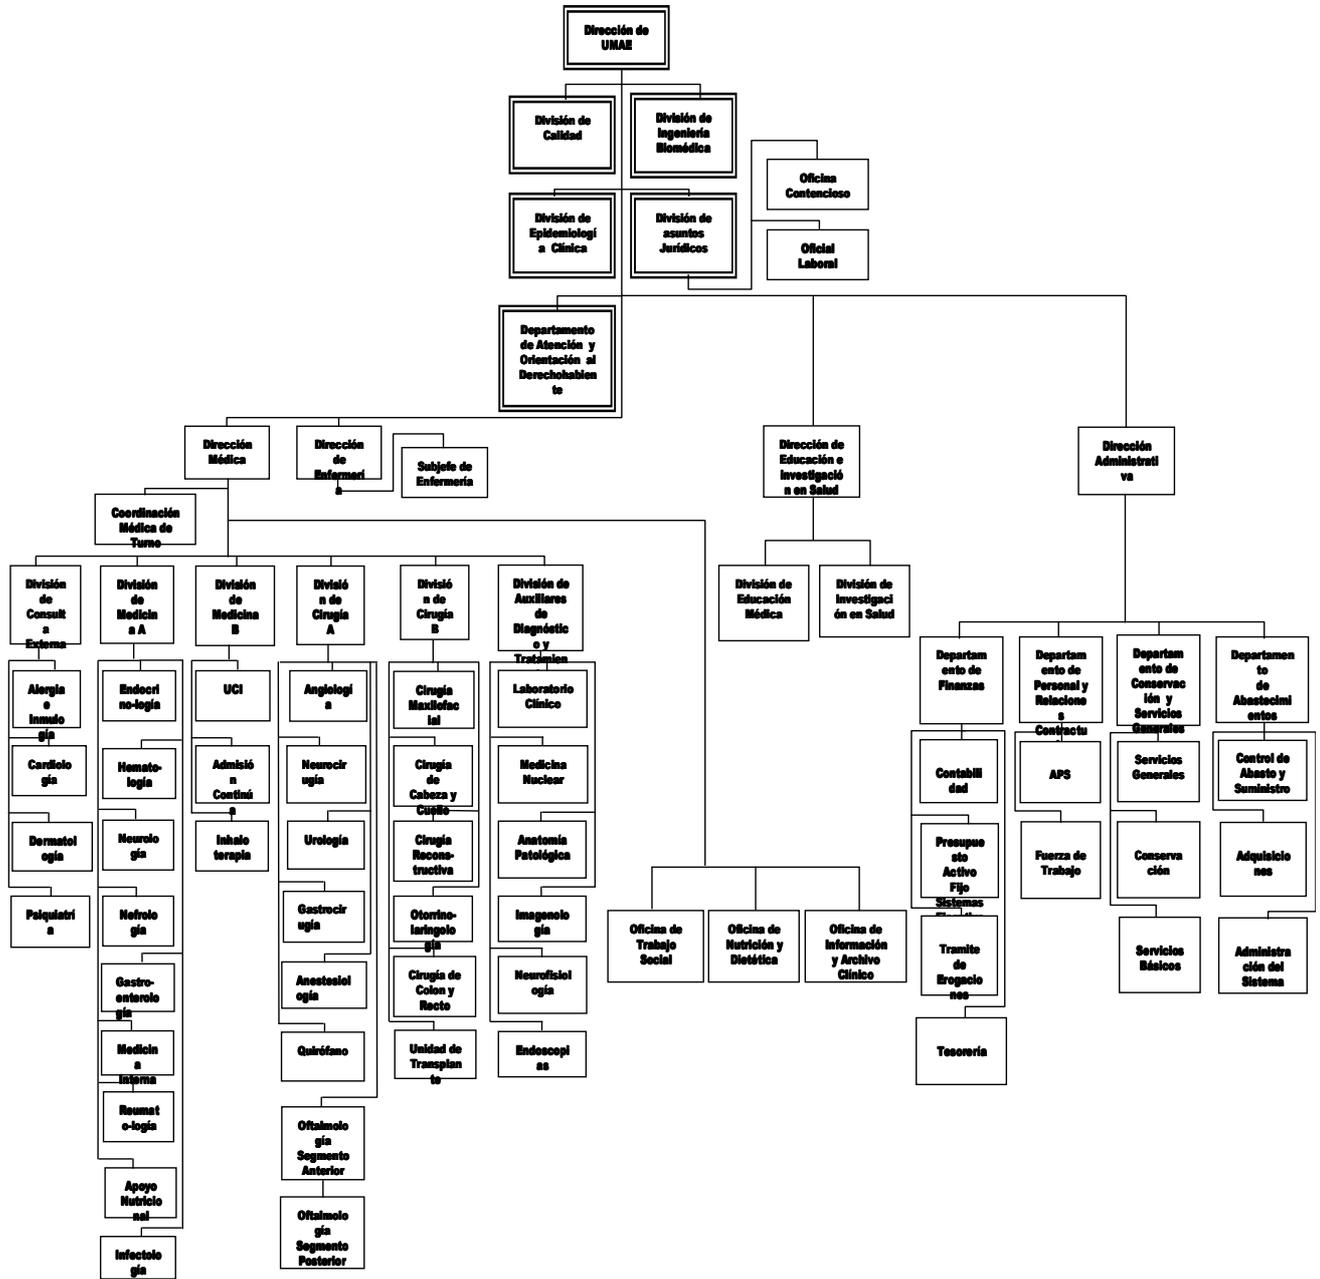 Dirección de
UMAE
División de
Calidad
División de
Ingeniería
Biomédica
Oficina
Contencioso
División de
Epidemiologí
a Clínica
División de
asuntos
Jurídicos
Oficial
Laboral
Departamento
de Atención y
Orientación al
Derechohabien
te
Dirección
Médica
Dirección
de
Enfermerí
a
Subjefe de
Enfermería
Dirección de
Educación e
Investigació
n en Salud
Dirección
Administrati
va
Coordinación
Médica de
Turno
División
de
Consult
a
Externa
División
de
Medicin
a A
División
de
Medicina
B
Divisió
n de
Cirugía
A
Divisió
n de
Cirugía
B
División de
Auxiliares
de
Diagnóstic
o y
Tratamien
División de
Educación
Médica
División de
Investigaci
ón en Salud
Departam
ento de
Finanzas
Departam
ento de
Personal y
Relacione
s
Contractu
Departam
ento de
Conservac
ión y
Servicios
Generales
Departamen
to
de
Abastecimi
entos
Alergia
e
Inmulo
gía
Endocri
no-logía
UCI
Angiologí
a
Cirugía
Maxilofac
ial
Laboratorio
Clínico
Cardiolo
gía
Hemato-
logía
Admisió
n
Continú
a
Neurocir
ugía
Cirugía
de
Cabeza y
Cuello
Medicina
Nuclear
Contabili
dad
APS
Servicios
Generales
Control de
Abasto y
Suministro
Dermatol
ogía
Neurolo
gía
Inhalo
terapia
Urología
Cirugía
Recons-
tructiva
Anatomía
Patológica
Presupue
sto
Activo
Fijo
Sistemas
Fuerza de
Trabajo
Conserva
ción
Adquisicio
nes
Psiquiatrí
a
Nefrolo
gía
Gastrocir
ugía
Otorrino-
laringolo
gía
Imagenolo
gía
Oficina de
Trabajo
Social
Oficina de
Nutrición y
Dietética
Oficina de
Información
y Archivo
Clínico
Tramite
de
Erogacio
nes
Servicios
Básicos
Administra
ción del
Sistema
Gastro-
enterolo
gía
Anestesiol
ogía
Cirugía de
Colon y
Recto
Neurofisiol
ogía
Medicin
a
Interna
Quirófano
Unidad de
Transplan
te
Endoscopi
as
Tesorería
Reumat
o-logía
Oftalmolo
gía
Segmento
Anterior
Apoyo
Nutricio
nal
Oftalmolo
gía
Segmento
Posterior
Infectolo
gía